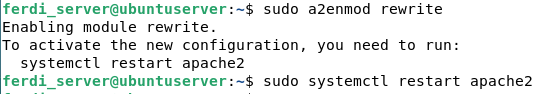 ferdi_server@ubuntuserver:~$ sudo a2enmod rewrite
Enabling module rewrite.
To activate the new configuration, you need to run:
  systemctl restart apache2
ferdi_server@ubuntuserver:~$ sudo systemctl restart apache2